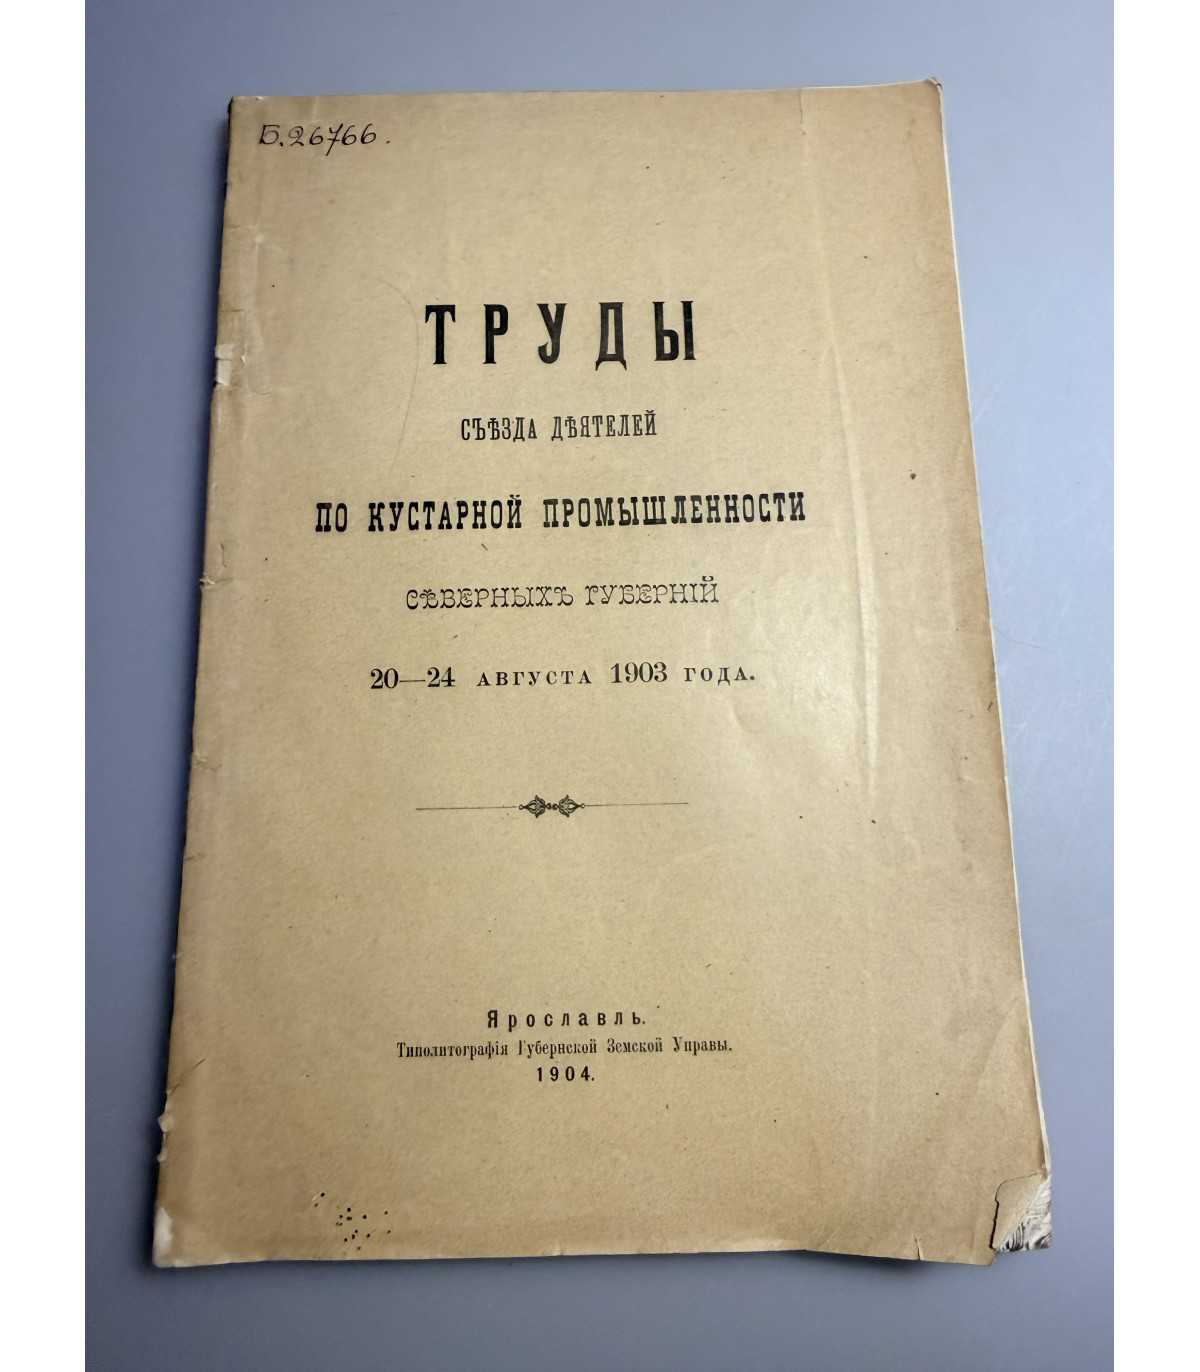 Б.26766.
ТРУДЫ
СЪѢЗДА ДѢЯТЕЛЕЙ
ПО КУСТАРНОЙ ПРОМЫШЛЕННОСТИ
СѢВЕРНЫХЪ ГУБЕРНІЙ
20—24 АВГУСТА 1903 ГОДА.
Ярославль.
Типолитографія Губернской Земской Управы.
1904.